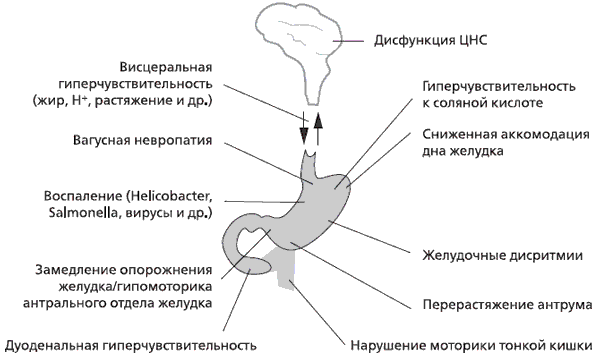 Дисфункция ЦНС
Висцеральная
гиперчувствительность
(жир, H⁺, растяжение и др.)
Гиперчувствительность
к соляной кислоте
Вагусная невропатия
Сниженная аккомодация
дна желудка
Воспаление (Helicobacter,
Salmonella, вирусы и др.)
Желудочные дисритмии
Замедление опорожнения
желудка/гипомоторика
антрального отдела желудка
Перерастяжение антрума
Дуоденальная гиперчувствительность
Нарушение моторики тонкой кишки